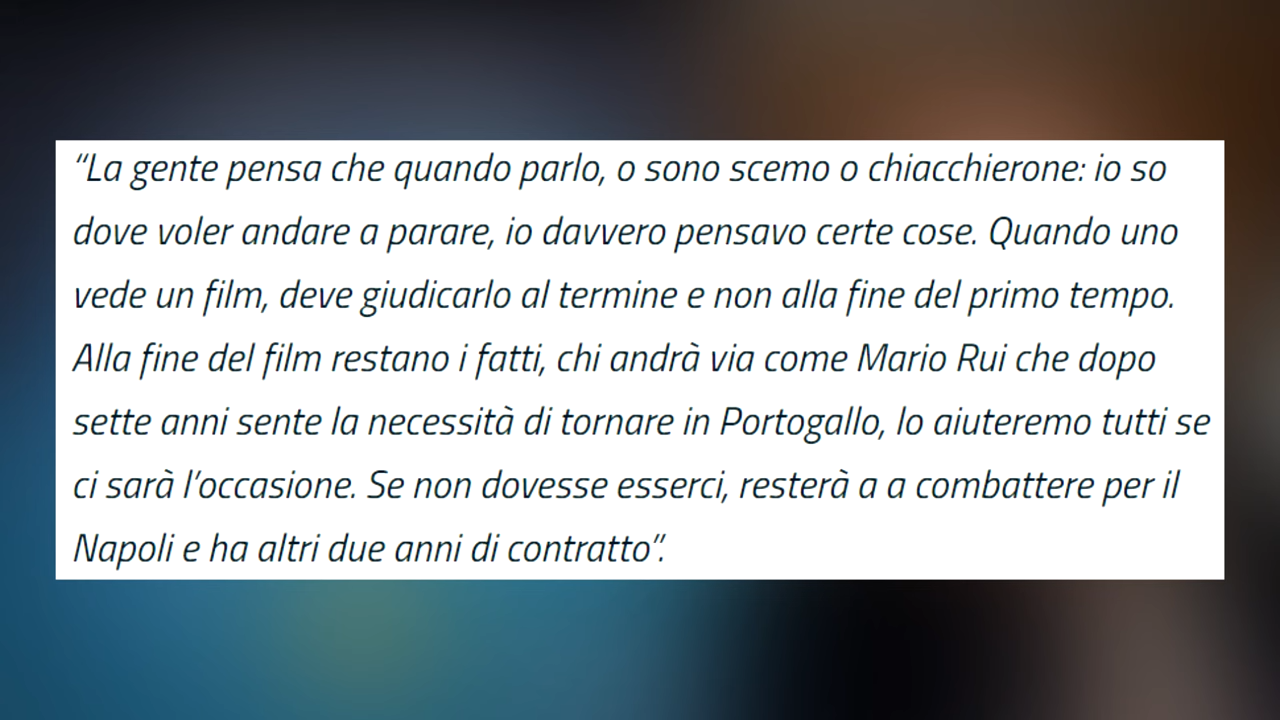 “La gente pensa che quando parlo, o sono scemo o chiacchierone: io so
dove voler andare a parare, io davvero pensavo certe cose. Quando uno
vede un film, deve giudicarlo al termine e non alla fine del primo tempo.
Alla fine del film restano i fatti, chi andrà via come Mario Rui che dopo
sette anni sente la necessità di tornare in Portogallo, lo aiuteremo tutti se
ci sarà l’occasione. Se non dovesse esserci, resterà a a combattere per il
Napoli e ha altri due anni di contratto”.